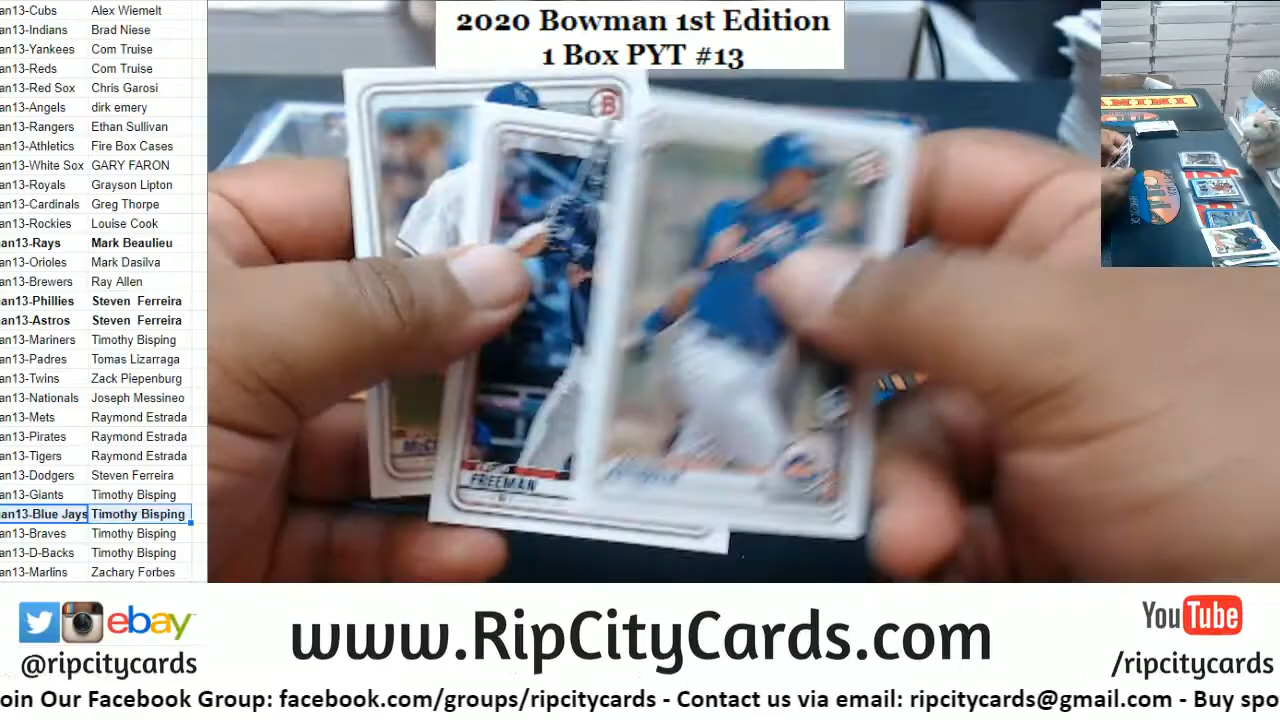 2020 Bowman 1st Edition
1 Box PYT #13
an13-Cubs Alex Wiemelt
an13-Indians Brad Niese
an13-Yankees Com Truise
an13-Reds Com Truise
an13-Red Sox Chris Garosi
an13-Angels dirk emery
an13-Rangers Ethan Sullivan
an13-Athletics Fire Box Cases
an13-White Sox GARY FARON
an13-Royals Grayson Lipton
an13-Cardinals Greg Thorpe
an13-Rockies Louise Cook
an13-Rays Mark Beaulieu
an13-Orioles Mark Dasilva
an13-Brewers Ray Allen
an13-Phillies Steven Ferreira
an13-Astros Steven Ferreira
an13-Mariners Timothy Bisping
an13-Padres Tomas Lizarraga
an13-Twins Zack Piepenburg
an13-Nationals Joseph Messineo
an13-Mets Raymond Estrada
an13-Pirates Raymond Estrada
an13-Tigers Raymond Estrada
an13-Dodgers Steven Ferreira
an13-Giants Timothy Bisping
an13-Blue Jays Timothy Bisping
an13-Braves Timothy Bisping
an13-D-Backs Timothy Bisping
an13-Marlins Zachary Forbes
B
FREEMAN
ebay
@ripcitycards
www.RipCityCards.com
YouTube
/ripcitycards
oin Our Facebook Group: facebook.com/groups/ripcitycards - Contact us via email: ripcitycards@gmail.com - Buy spo